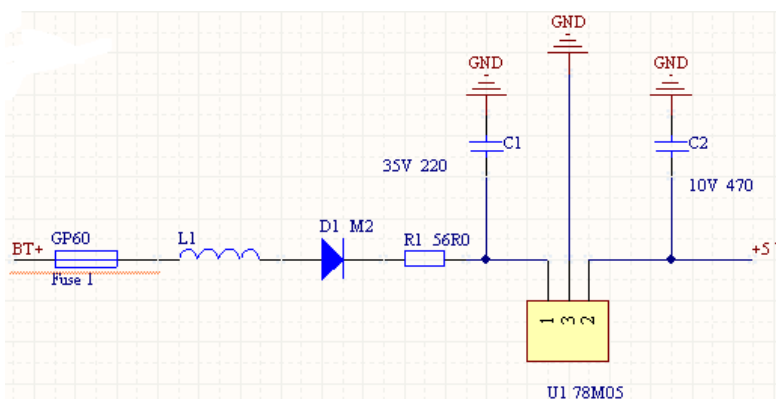 GND
GND
GND
C1
C2
35V 220
10V 470
D1 M2
GP60
L1
R1 56R0
BT+
+5
Fuse 1
1
3
2
U1 78M05